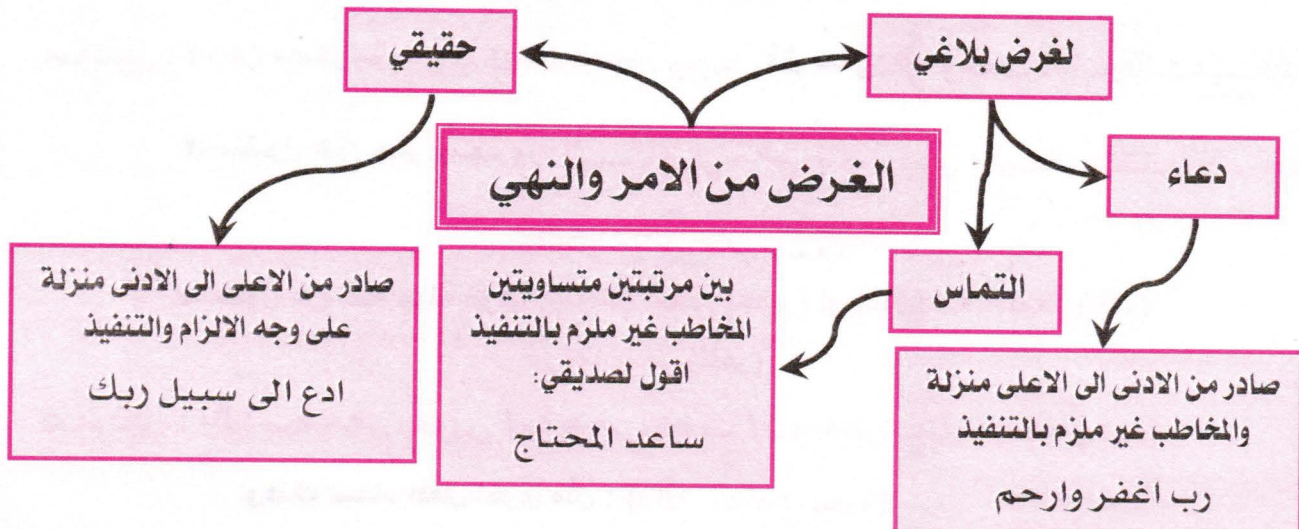 لغرض بلاغي
حقيقي
الغرض من الامر والنهي
دعاء
التماس
صادر من الاعلى الى الادنى منزلة
على وجه الالزام والتنفيذ
ادع الى سبيل ربك
بين مرتبتين متساويتين
المخاطب غير ملزم بالتنفيذ
اقول لصديقي:
ساعد المحتاج
صادر من الادنى الى الاعلى منزلة
والمخاطب غير ملزم بالتنفيذ
رب اغفر وارحم